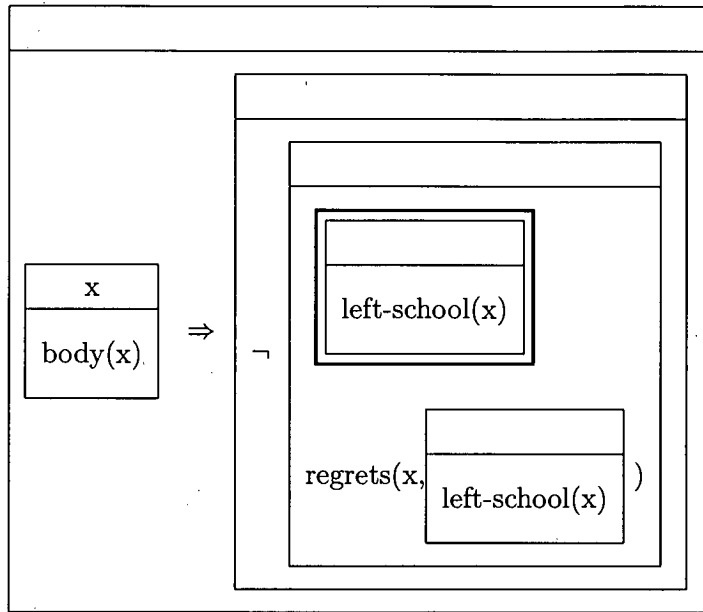 x
body(x)
⇒
¬
left-school(x)
regrets(x,
left-school(x)
)